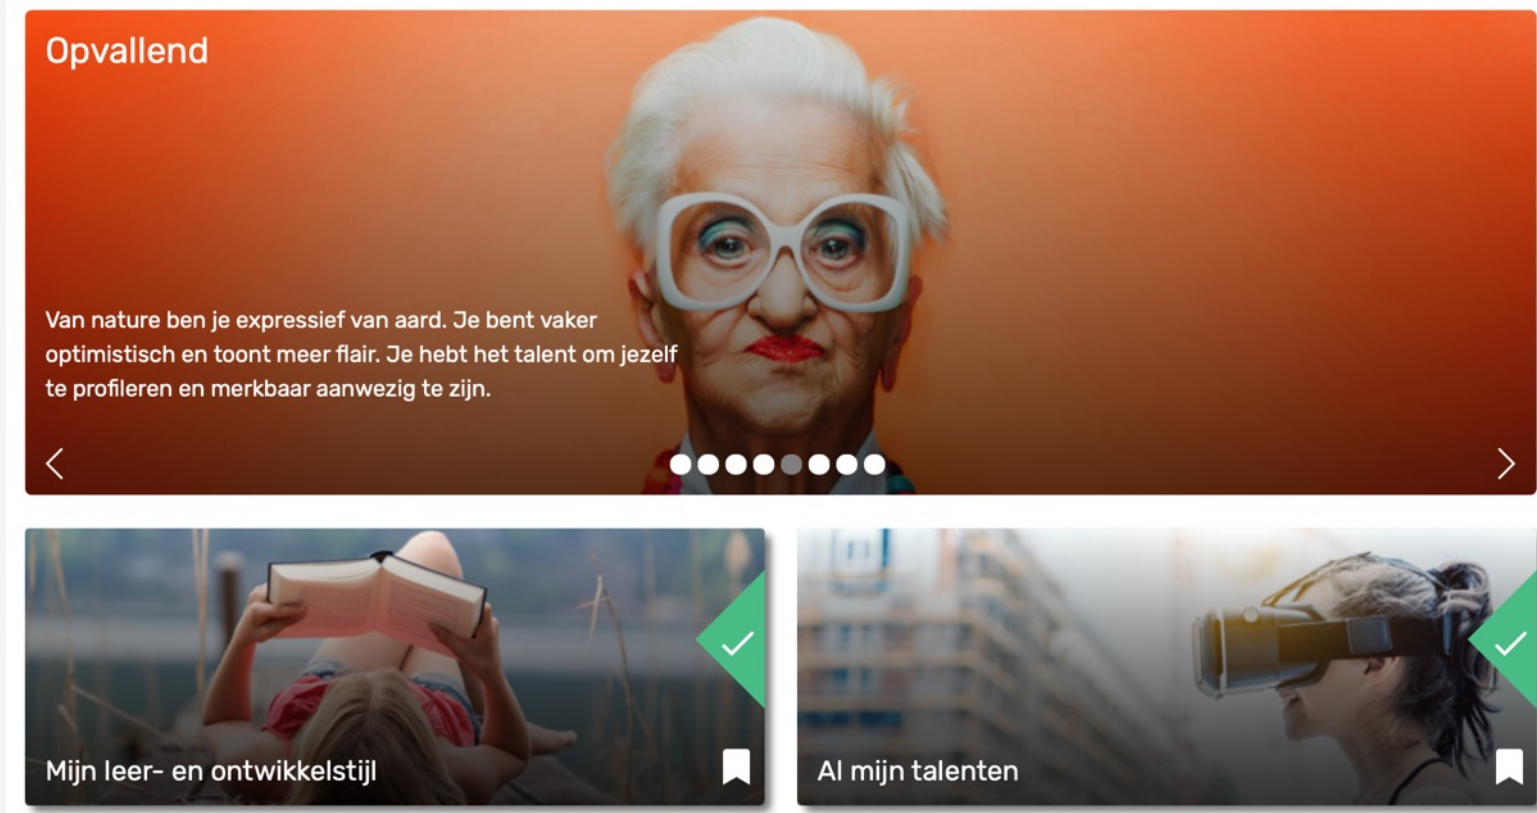 Opvallend
Van nature ben je expressief van aard. Je bent vaker
optimistisch en toont meer flair. Je hebt het talent om jezelf
te profileren en merkbaar aanwezig te zijn.
Mijn leer- en ontwikkelstijl
Al mijn talenten